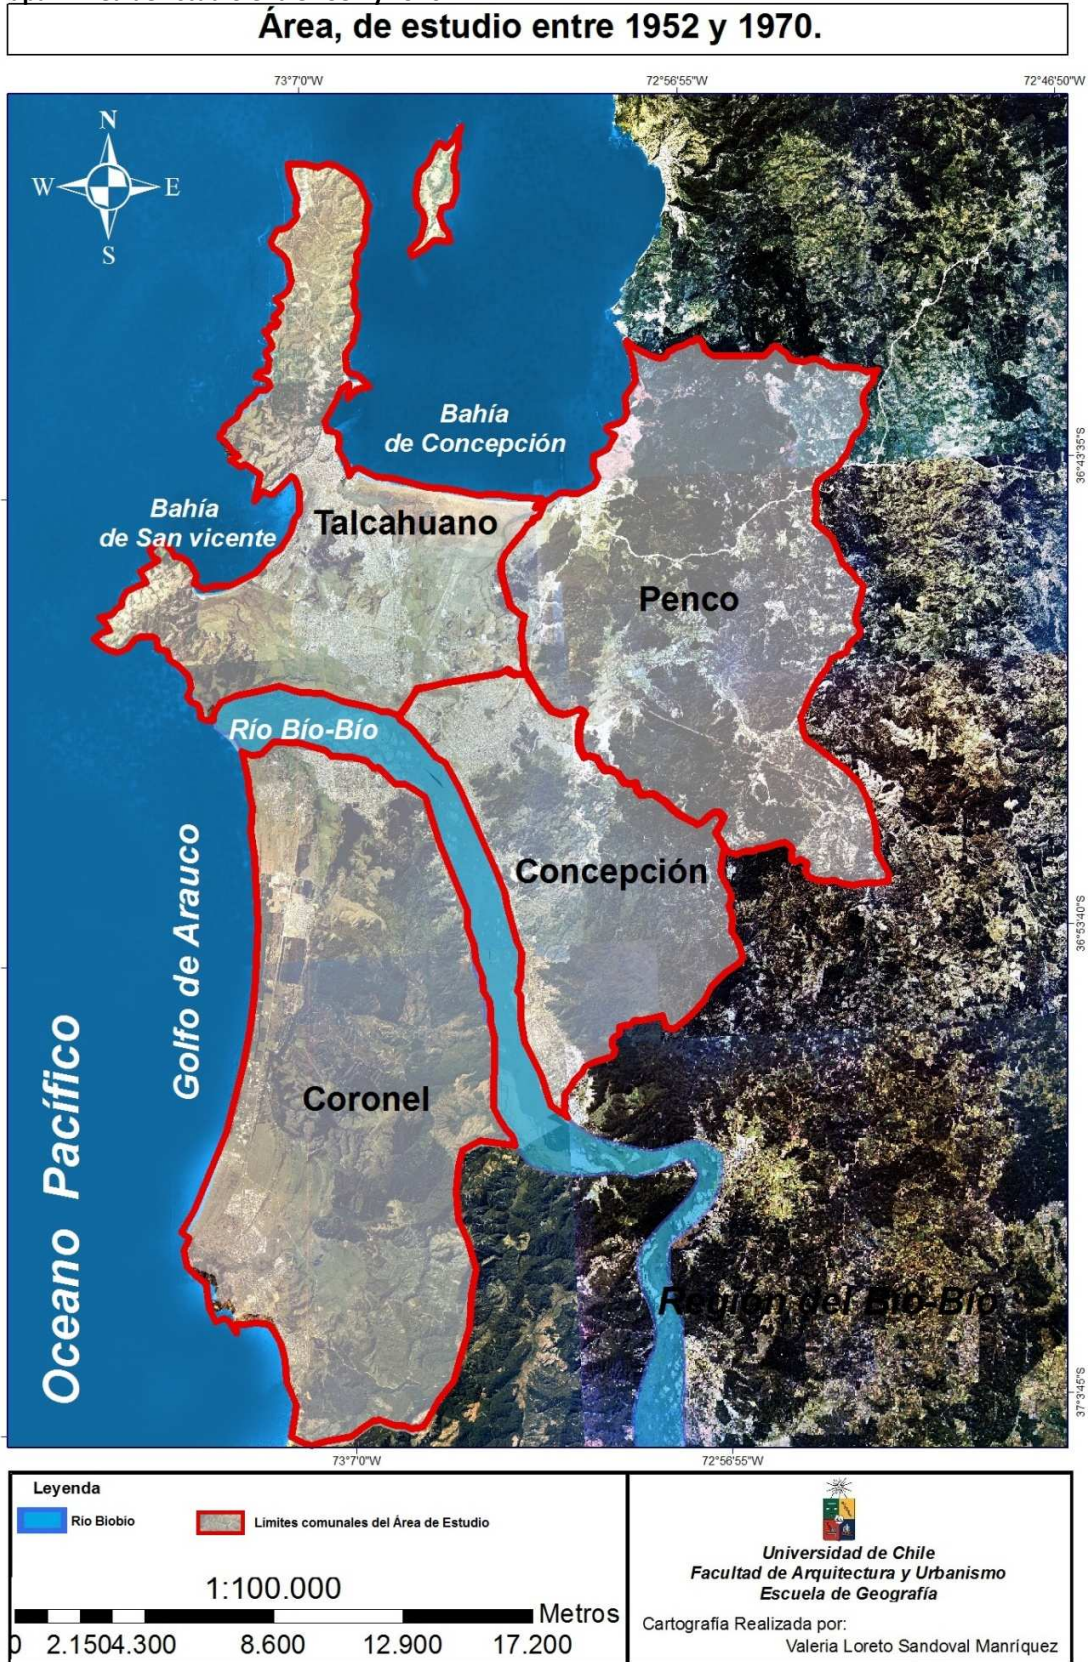 Área, de estudio entre 1952 y 1970.
73°7'0"W
72°56'55"W
72°46'50"W
N
W
E
S
Bahía
de Concepción
36°43'35"S
Bahía
de San vicente
Talcahuano
Penco
Río Bío-Bío
Concepción
Golfo de Arauco
36°53'40"S
Oceano Pacífico
Coronel
Región del Bío-Bío
37°3'45"S
73°7'0"W
72°56'55"W
Leyenda
Rio Biobio
Limites comunales del Área de Estudio
1:100.000
Metros
0 2.150 4.300 8.600 12.900 17.200
Universidad de Chile
Facultad de Arquitectura y Urbanismo
Escuela de Geografía
Cartografía Realizada por:
Valeria Loreto Sandoval Manríquez